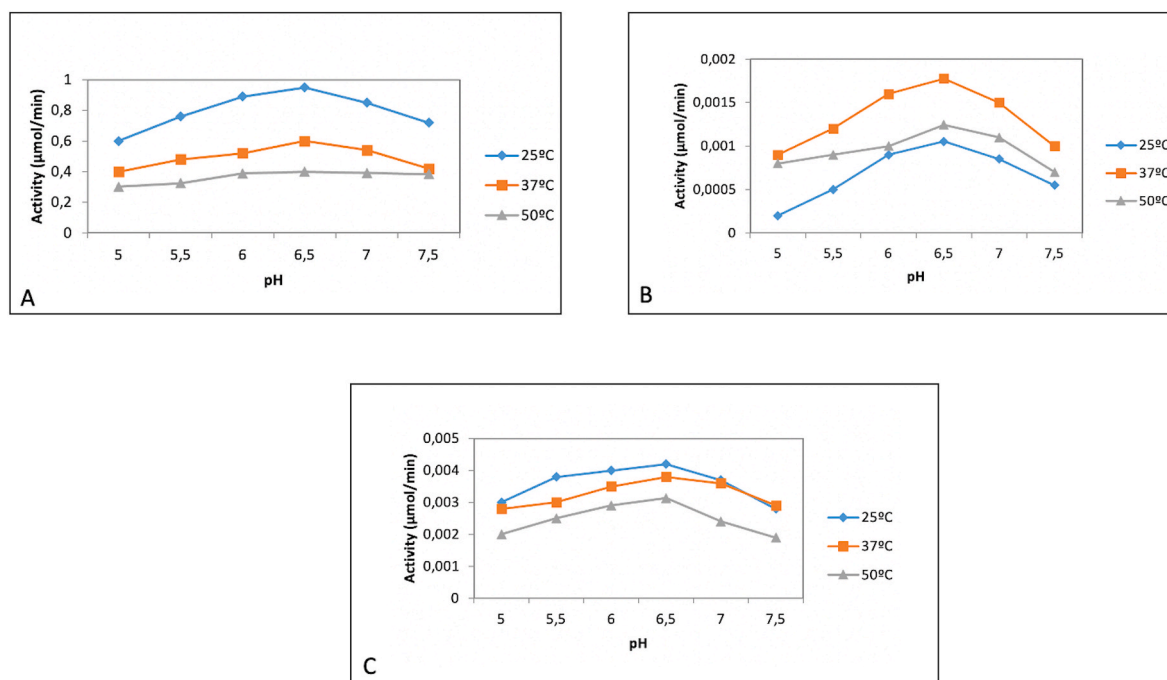 Activity (µmol/min)
1
0,8
0,6
0,4
0,2
0
5 5,5 6 6,5 7 7,5
pH
25ºC
37ºC
50ºC
A
Activity (µmol/min)
0,002
0,0015
0,001
0,0005
0
5 5,5 6 6,5 7 7,5
pH
25ºC
37ºC
50ºC
B
Activity (µmol/min)
0,005
0,004
0,003
0,002
0,001
0
5 5,5 6 6,5 7 7,5
pH
25ºC
37ºC
50ºC
C